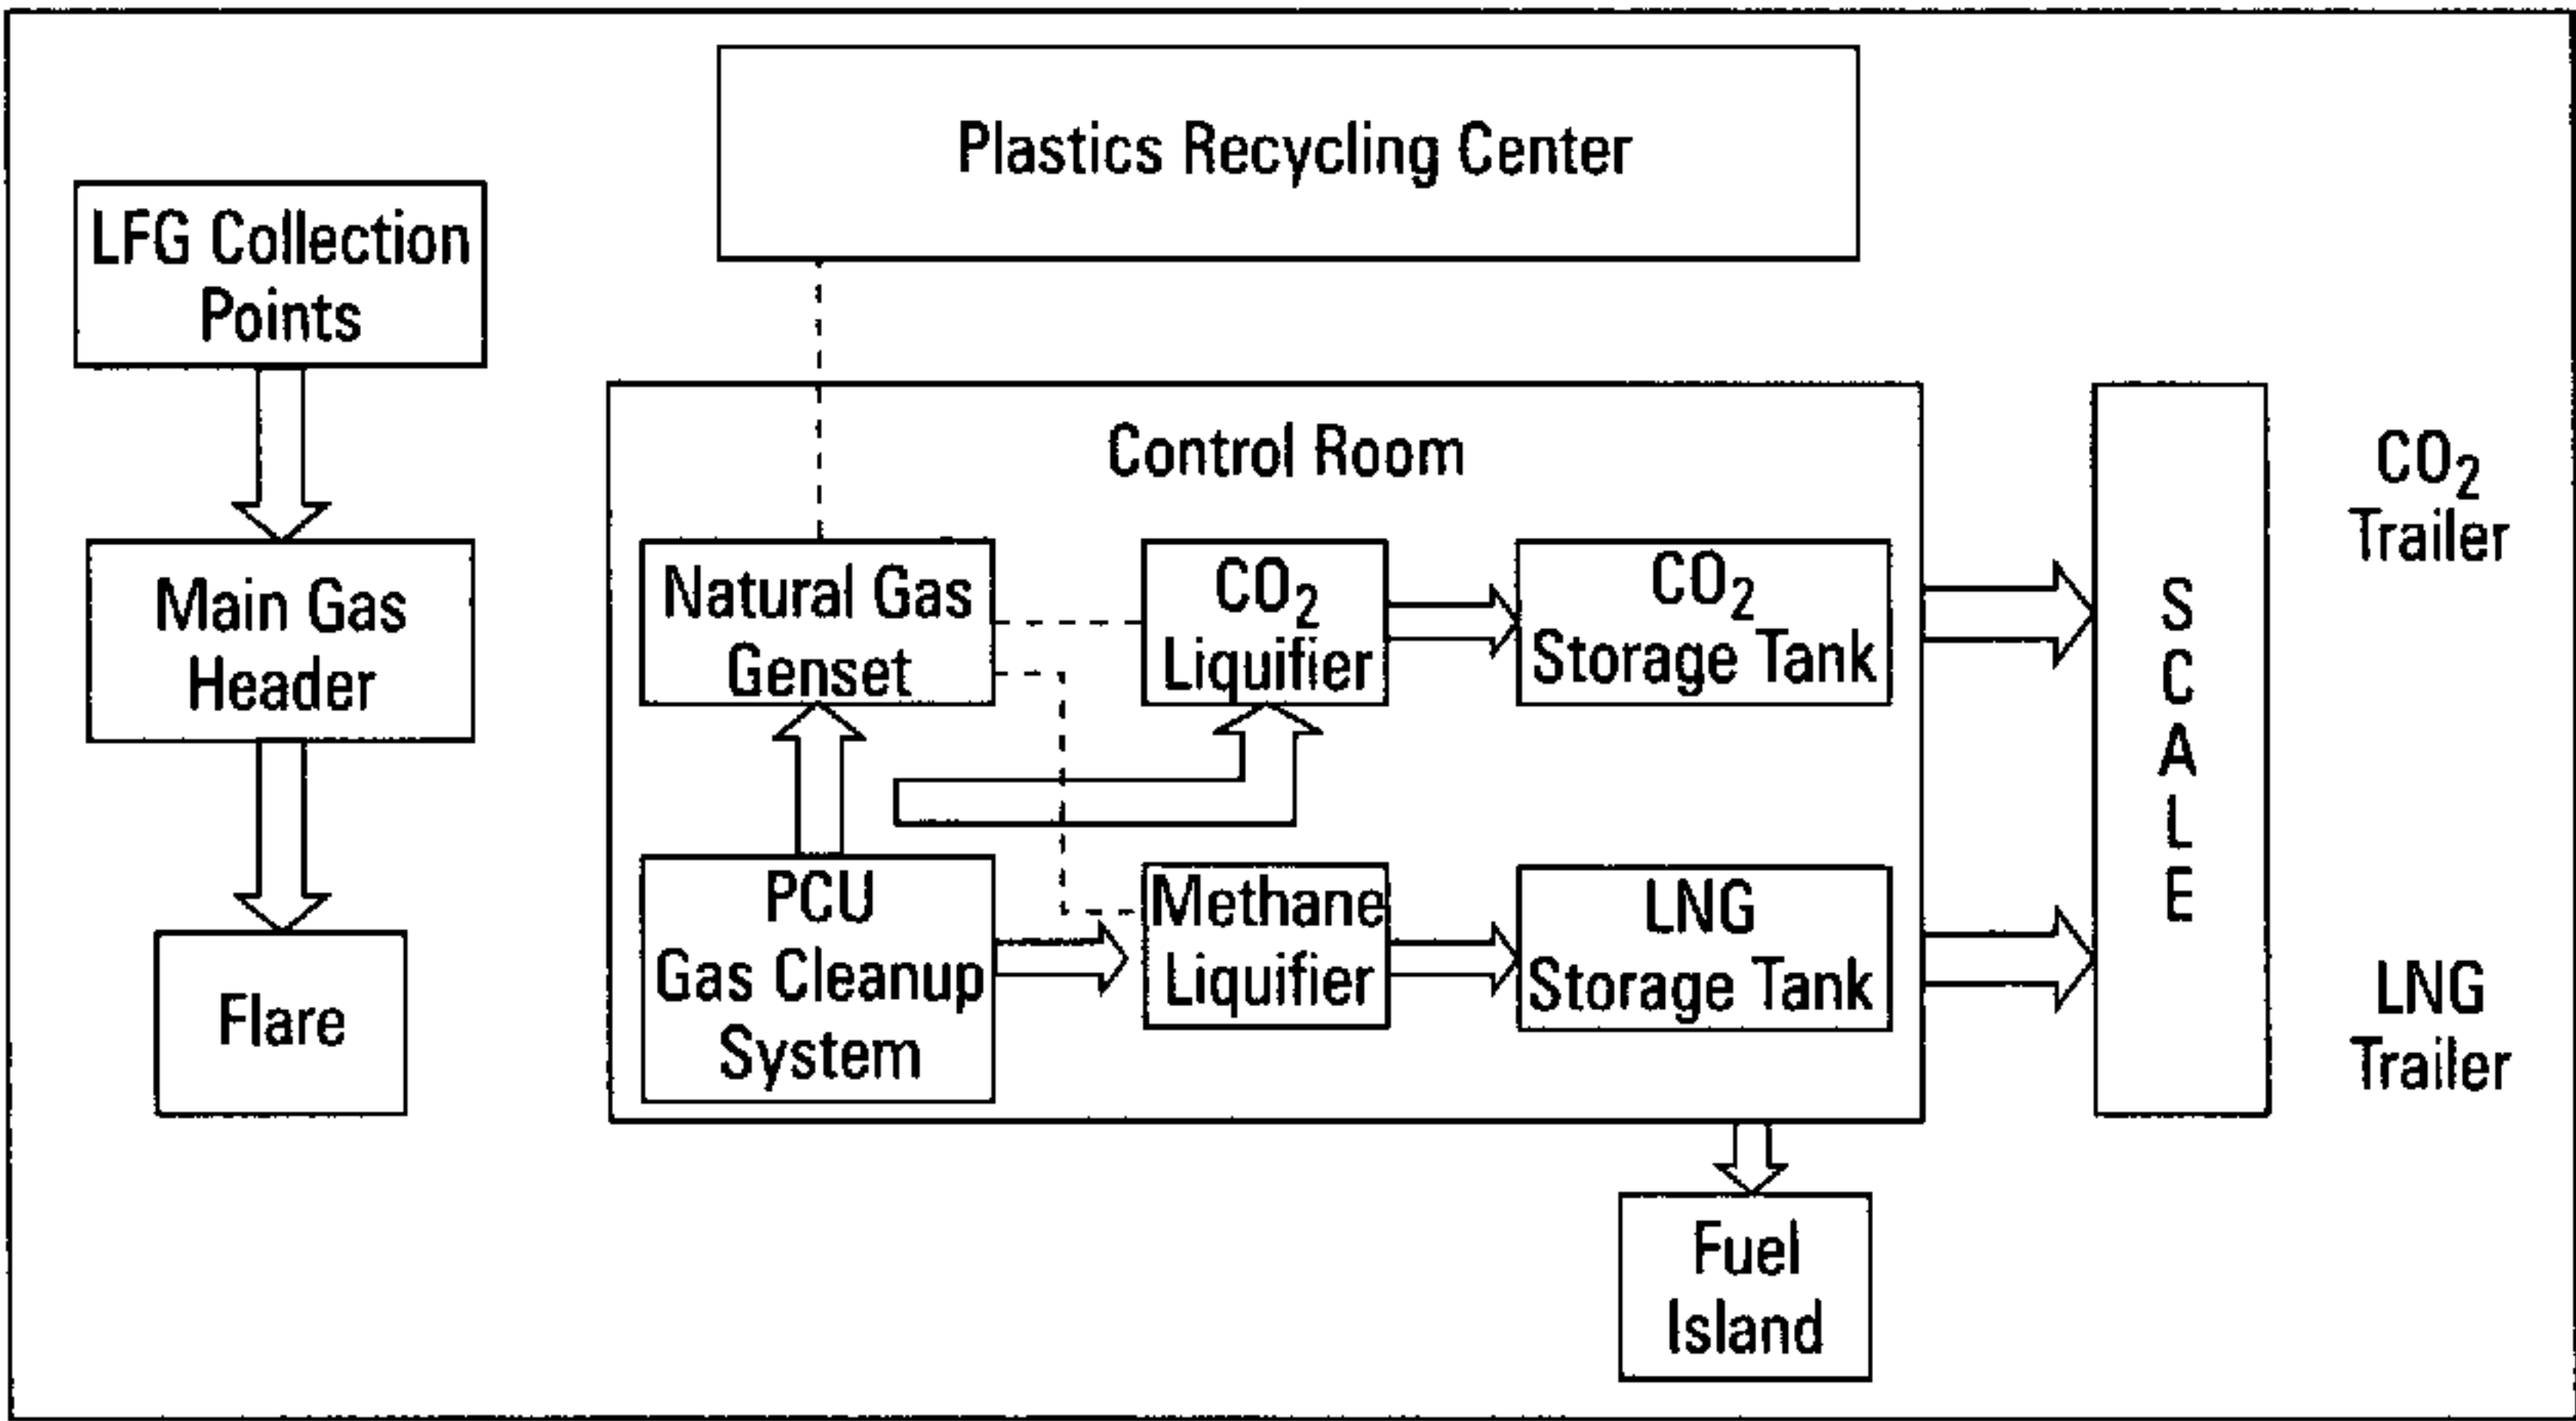 Plastics Recycling Center
LFG Collection
Points
Main Gas
Header
Flare
Control Room
Natural Gas
Genset
CO₂
Liquifier
CO₂
Storage Tank
PCU
Gas Cleanup
System
Methane
Liquifier
LNG
Storage Tank
Fuel
Island
SCALE
CO₂
Trailer
LNG
Trailer